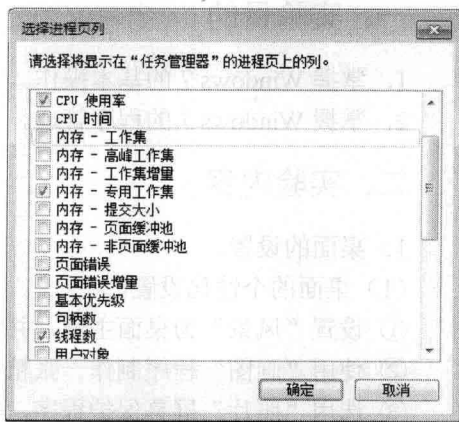 选择进程页列
请选择将显示在“任务管理器”的进程页上的列。
CPU 使用率
CPU 时间
内存 - 工作集
内存 - 高峰工作集
内存 - 工作集增量
内存 - 专用工作集
内存 - 提交大小
内存 - 页面缓冲池
内存 - 非页面缓冲池
页面错误
页面错误增量
基本优先级
句柄数
线程数
用户对象
确定 取消